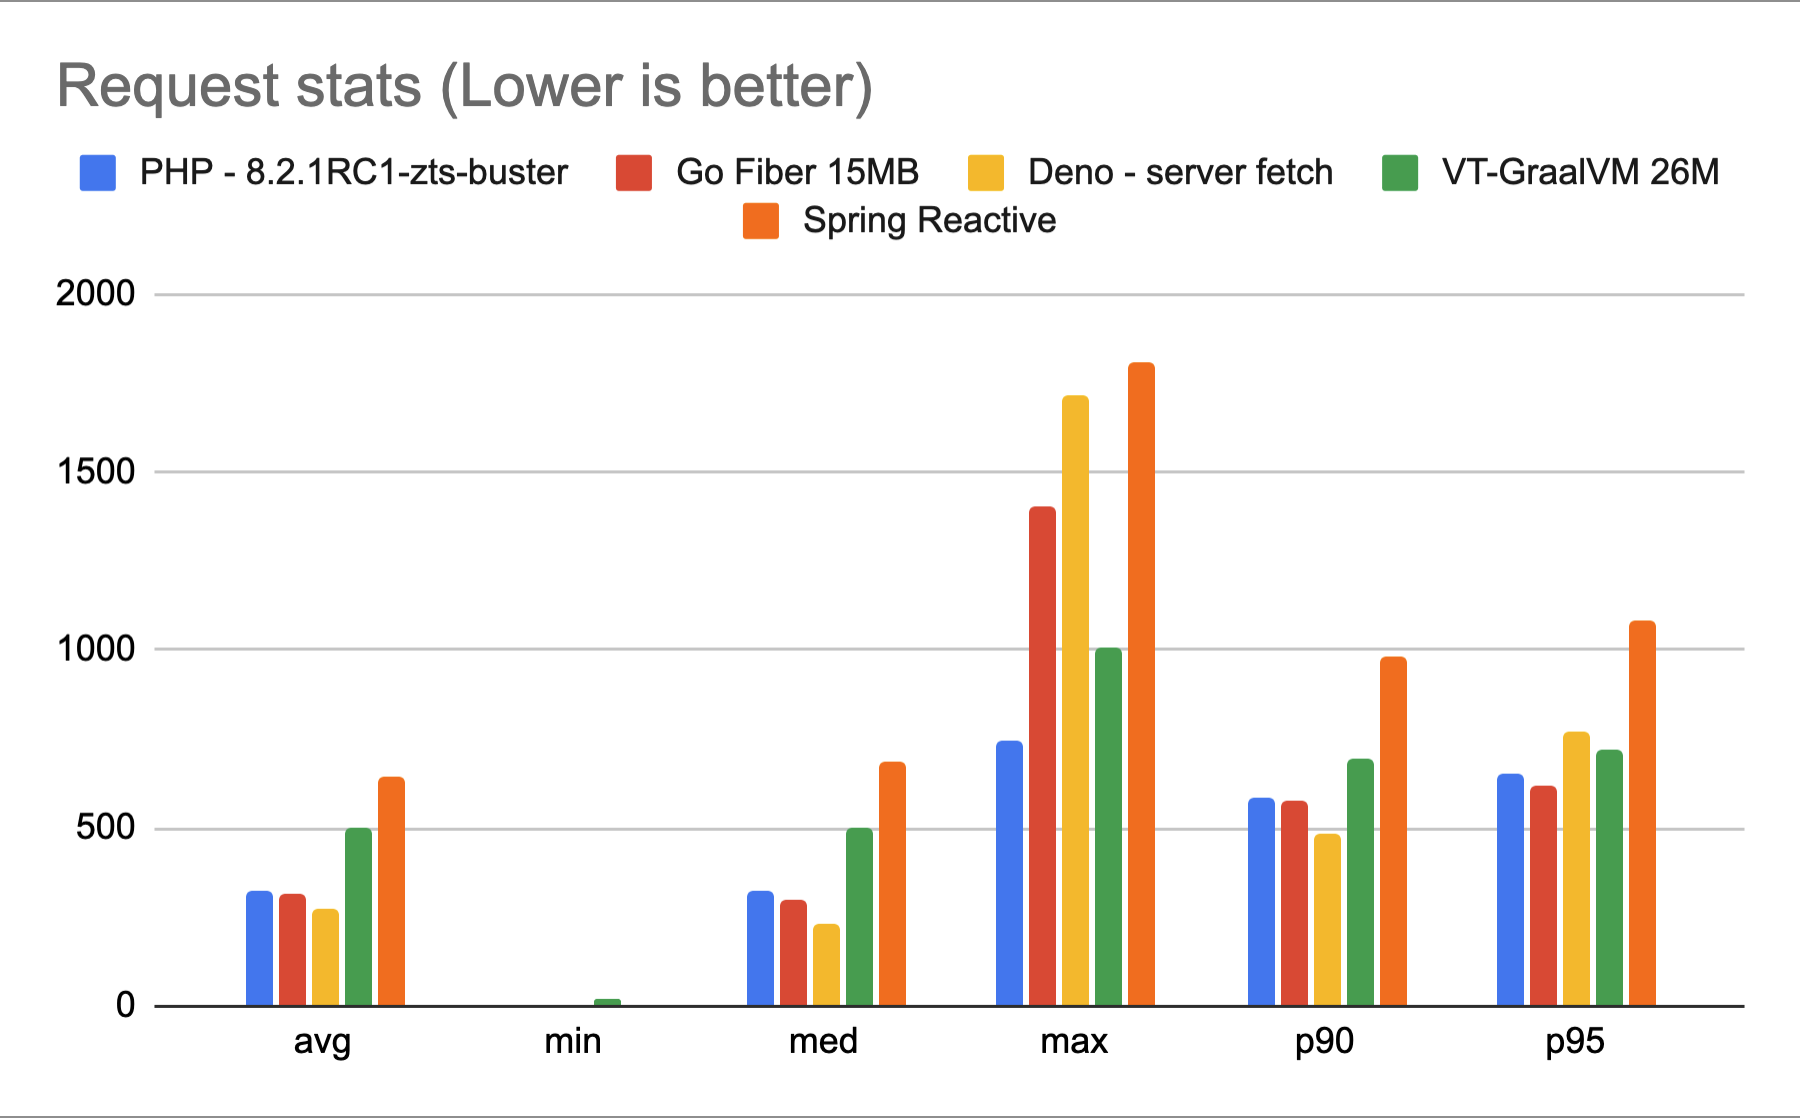 Request stats (Lower is better)
PHP - 8.2.1RC1-zts-buster Go Fiber 15MB Deno - server fetch VT-GraalVM 26M
Spring Reactive
2000
1500
1000
500
0
avg min med max p90 p95